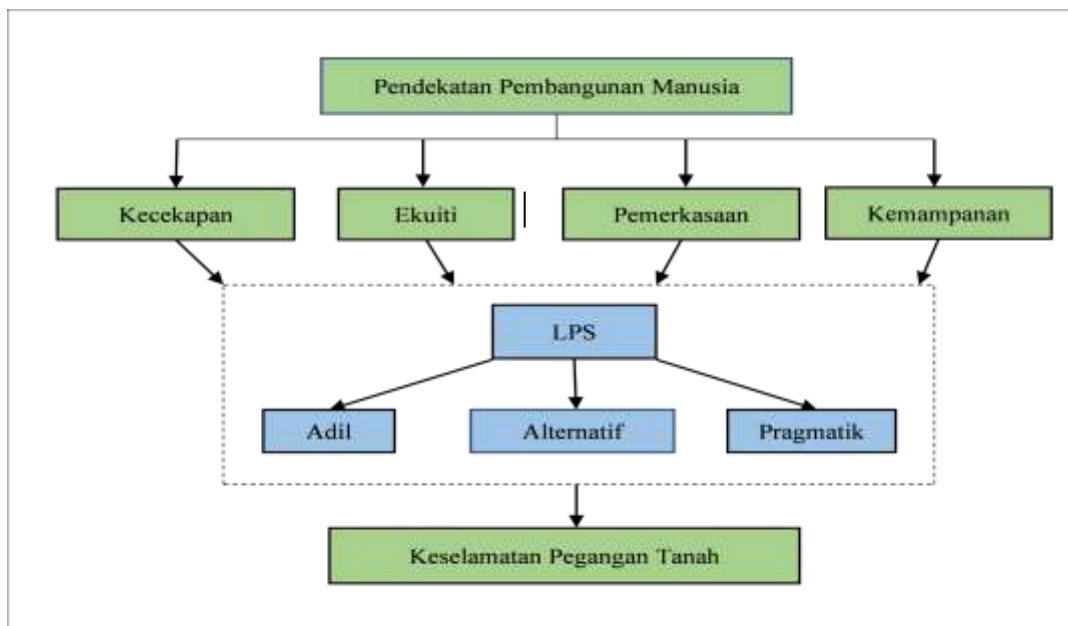 Pendekatan Pembangunan Manusia
Kecekapan
Ekuiti
Pemerkasaan
Kemampanan
LPS
Adil
Alternatif
Pragmatik
Keselamatan Pegangan Tanah